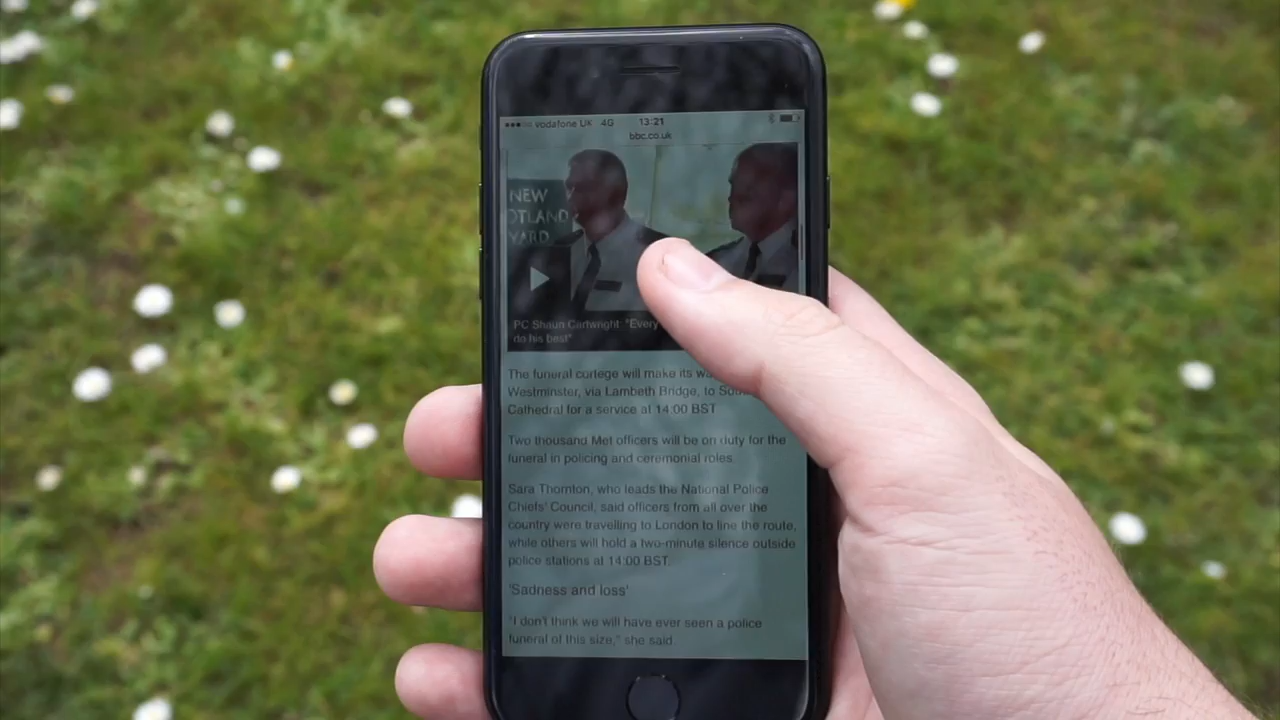 vodafone UK 4G 13:21
bbc.co.uk
NEW
OTLAND
YARD
PC Shaun Cartwright "Every
do his best"
The funeral cortege will make its
Westminster, via Lambeth Bridge, to
Cathedral for a service at 14:00 BST
Two thousand Met officers will be on duty for the
funeral in policing and ceremonial roles.
Sara Thornton, who leads the National Police
Chiefs' Council, said officers from all over the
country were travelling to London to line the route,
while others will hold a two-minute silence outside
police stations at 14:00 BST.
'Sadness and loss'
"I don't think we will have ever seen a police
funeral of this size," she said.